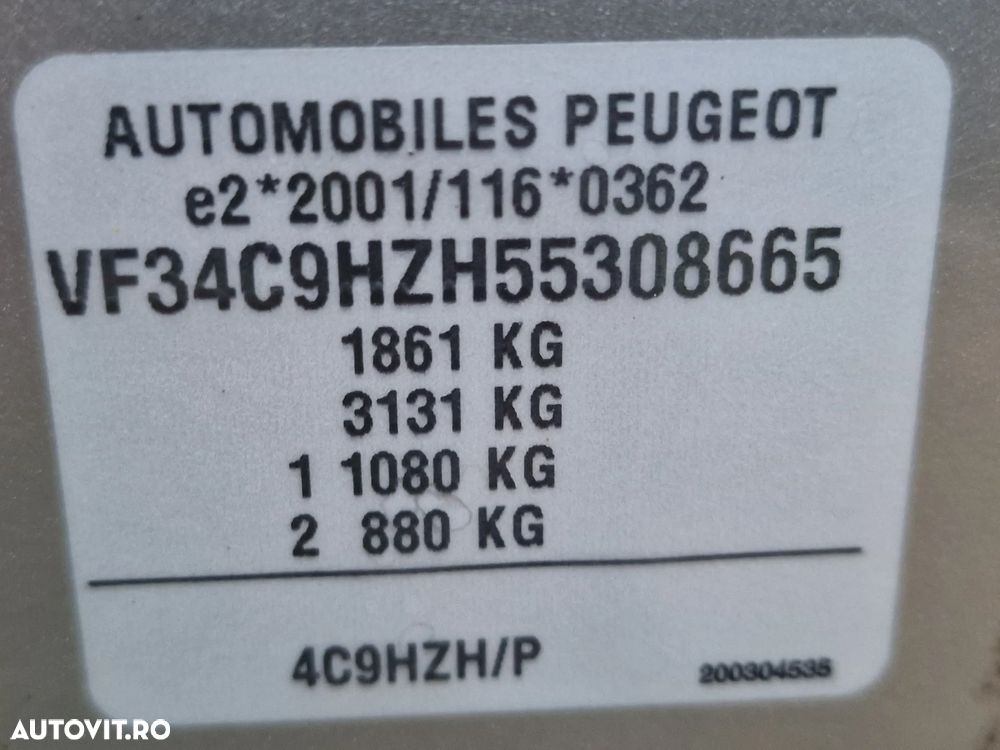 AUTOMOBILES PEUGEOT
e2*2001/116*0362
VF34C9HZH55308665
1861 KG
3131 KG
1 1080 KG
2 880 KG
4C9HZH/P
200304535
AUTOVIT.RO